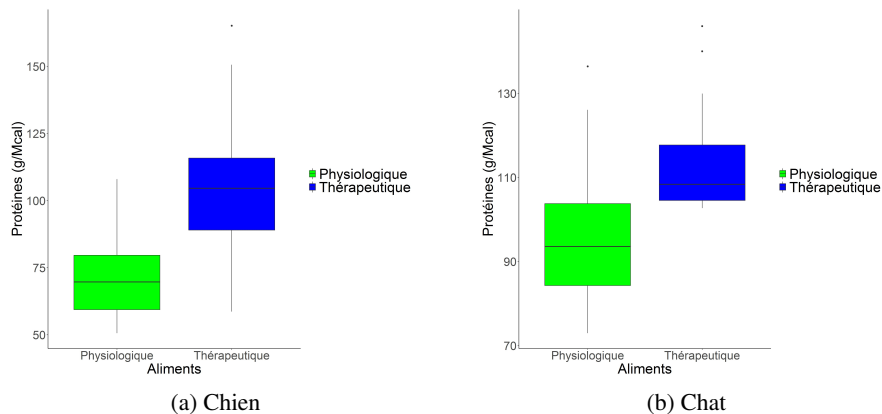 Protéines (g/Mcal)
150
125
100
75
50
Physiologique
Thérapeutique
Aliments
Physiologique
Thérapeutique
(a) Chien
Protéines (g/Mcal)
130
110
90
70
Physiologique
Thérapeutique
Aliments
Physiologique
Thérapeutique
(b) Chat